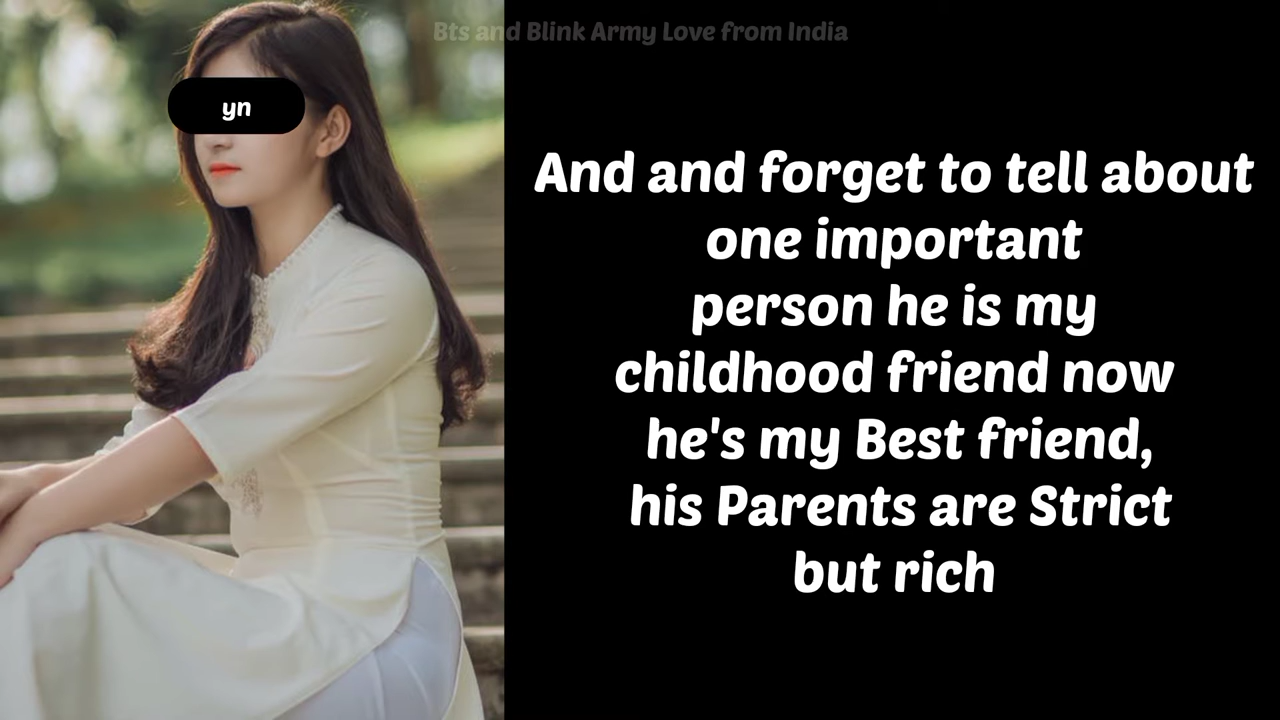 Bts and Blink Army Love from India
yn
And and forget to tell about
one important
person he is my
childhood friend now
he's my Best friend,
his Parents are Strict
but rich